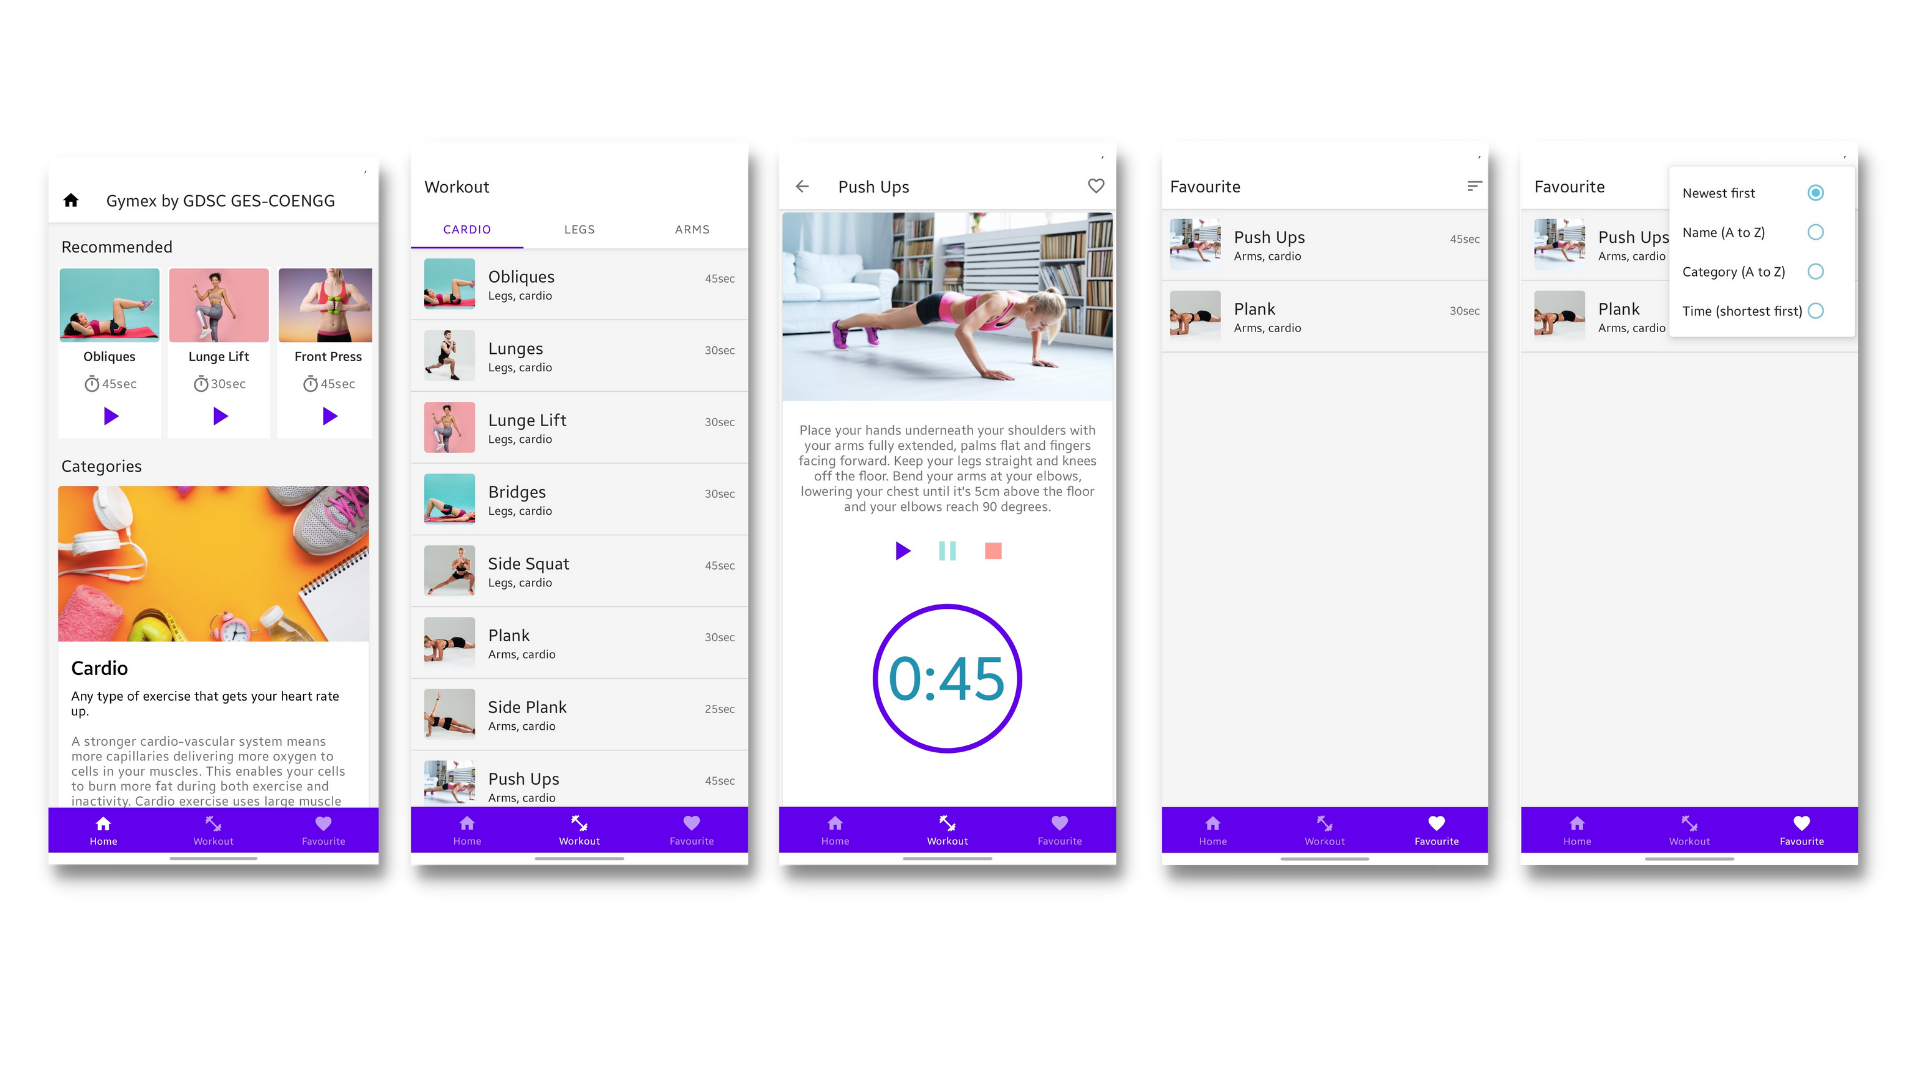 Gymex by GDSC GES-COENGG
Recommended
Obliques
45sec
Lunge Lift
30sec
Front Press
45sec
Categories
Cardio
Any type of exercise that gets your heart rate
up.
A stronger cardio-vascular system means
more capillaries delivering more oxygen to
cells in your muscles. This enables your cells
to burn more fat during both exercise and
inactivity. Cardio exercise uses large muscle
Home
Workout
Favourite
Workout
CARDIO
LEGS
ARMS
Obliques
45sec
Legs, cardio
Lunges
30sec
Legs, cardio
Lunge Lift
30sec
Legs, cardio
Bridges
30sec
Legs, cardio
Side Squat
45sec
Legs, cardio
Plank
30sec
Arms, cardio
Side Plank
25sec
Arms, cardio
Push Ups
45sec
Arms, cardio
Home
Workout
Favourite
Push Ups
Place your hands underneath your shoulders with
your arms fully extended, palms flat and fingers
facing forward. Keep your legs straight and knees
off the floor. Bend your arms at your elbows,
lowering your chest until it's 5cm above the floor
and your elbows reach 90 degrees.
0:45
Home
Workout
Favourite
Favourite
Push Ups
45sec
Arms, cardio
Plank
30sec
Arms, cardio
Home
Workout
Favourite
Favourite
Push Ups
Arms, cardio
Plank
Arms, cardio
Newest first
Name (A to Z)
Category (A to Z)
Time (shortest first)
Home
Workout
Favourite